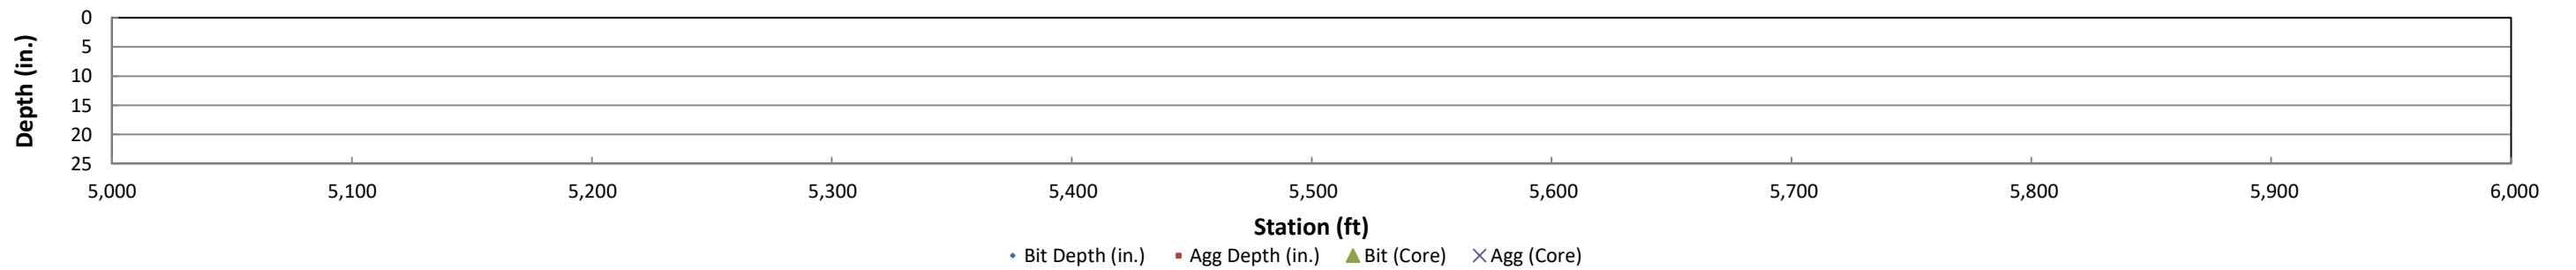 Depth (in.)
0
5
10
15
20
25
5,000 5,100 5,200 5,300 5,400 5,500 5,600 5,700 5,800 5,900 6,000
Station (ft)
Bit Depth (in.) Agg Depth (in.) Bit (Core) Agg (Core)